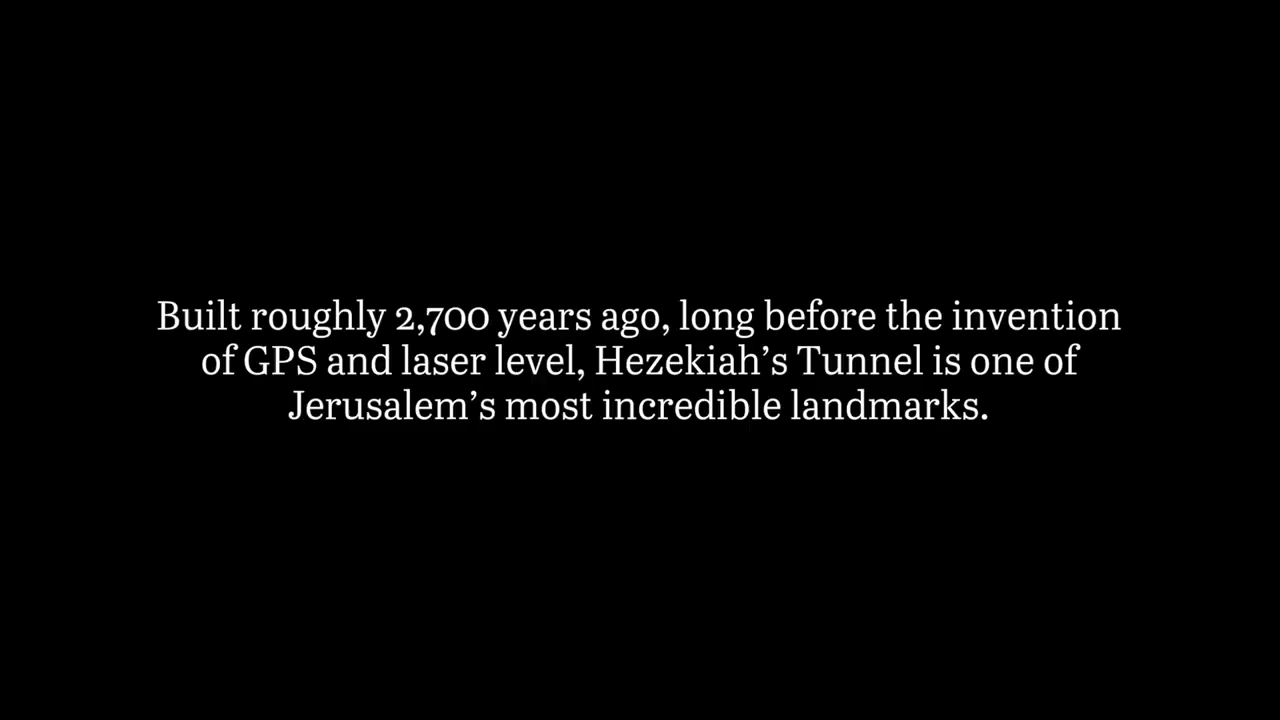 Built roughly 2,700 years ago, long before the invention
of GPS and laser level, Hezekiah’s Tunnel is one of
Jerusalem’s most incredible landmarks.